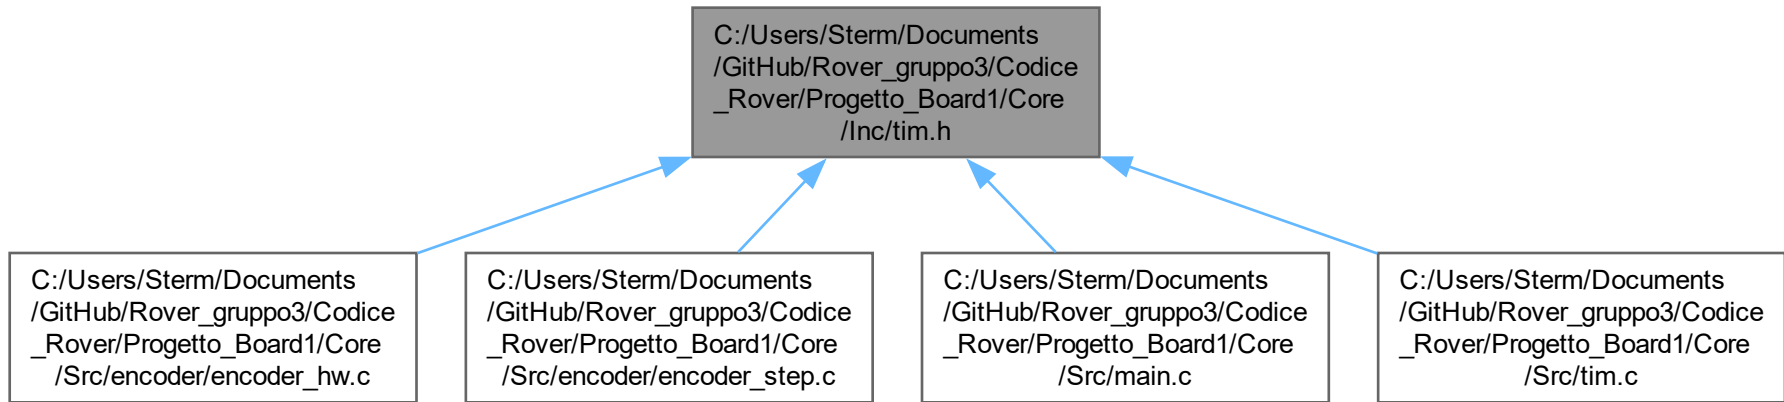 C:/Users/Sterm/Documents
/GitHub/Rover_gruppo3/Codice
_Rover/Progetto_Board1/Core
/Inc/tim.h
C:/Users/Sterm/Documents
/GitHub/Rover_gruppo3/Codice
_Rover/Progetto_Board1/Core
/Src/encoder/encoder_hw.c
C:/Users/Sterm/Documents
/GitHub/Rover_gruppo3/Codice
_Rover/Progetto_Board1/Core
/Src/encoder/encoder_step.c
C:/Users/Sterm/Documents
/GitHub/Rover_gruppo3/Codice
_Rover/Progetto_Board1/Core
/Src/main.c
C:/Users/Sterm/Documents
/GitHub/Rover_gruppo3/Codice
_Rover/Progetto_Board1/Core
/Src/tim.c